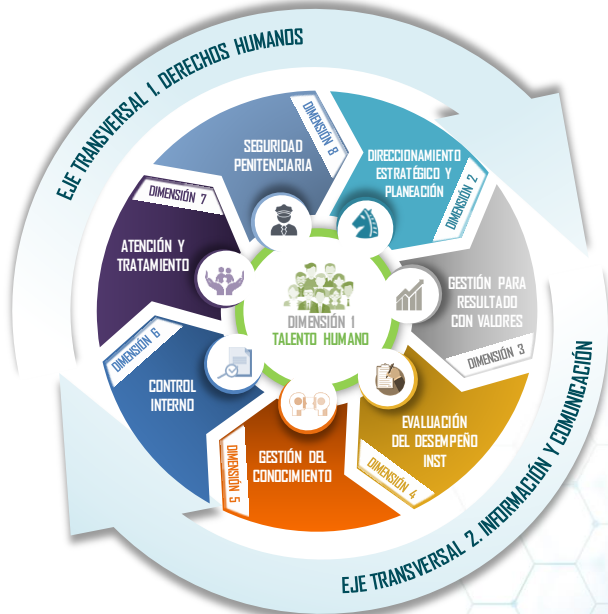 EJE TRANSVERSAL 1. DERECHOS HUMANOS
DIMENSIÓN 1
TALENTO HUMANO
DIRECCIONAMIENTO
ESTRATÉGICO Y
PLANEACIÓN
DIMENSIÓN 2
GESTIÓN PARA
RESULTADO
CON VALORES
DIMENSIÓN 3
EVALUACIÓN
DEL DESEMPEÑO
INST
DIMENSIÓN 4
GESTIÓN DEL
CONOCIMIENTO
DIMENSIÓN 5
CONTROL
INTERNO
DIMENSIÓN 6
ATENCIÓN Y
TRATAMIENTO
DIMENSIÓN 7
SEGURIDAD
PENITENCIARIA
DIMENSIÓN 8
EJE TRANSVERSAL 2. INFORMACIÓN Y COMUNICACIÓN